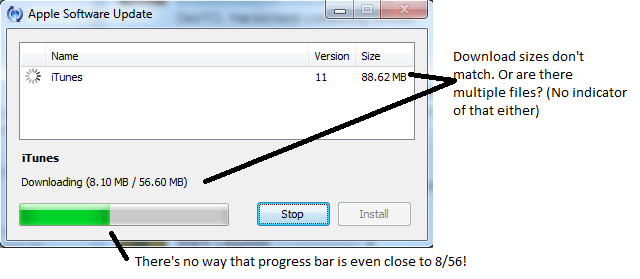 Apple Software Update
Name Version Size
iTunes 11 88.62 MB
Download sizes don't
match. Or are there
multiple files? (No indicator
of that either)
iTunes
Downloading (8.10 MB / 56.60 MB)
Stop Install
There's no way that progress bar is even close to 8/56!